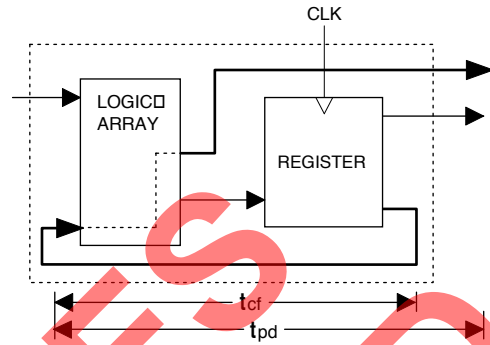 CLK
LOGIC□
ARRAY
REGISTER
tcf
tpd